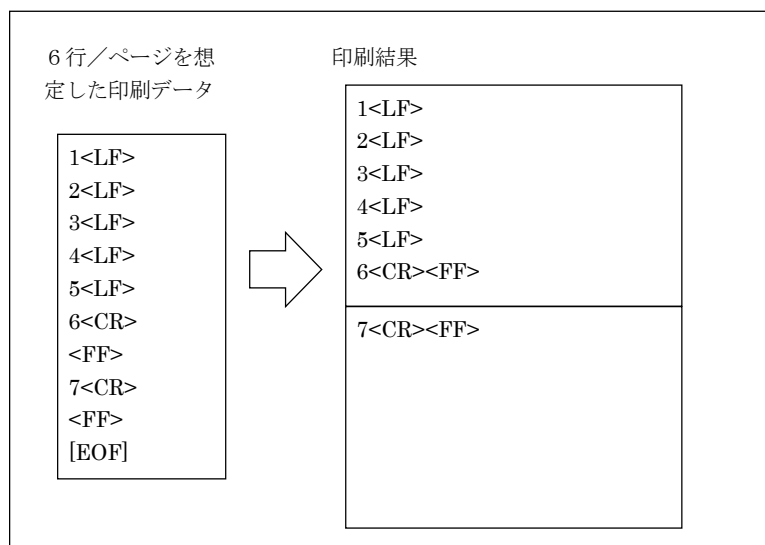 6行／ページを想
定した印刷データ
1<LF>
2<LF>
3<LF>
4<LF>
5<LF>
6<CR>
<FF>
7<CR>
<FF>
[EOF]
印刷結果
1<LF>
2<LF>
3<LF>
4<LF>
5<LF>
6<CR><FF>
7<CR><FF>